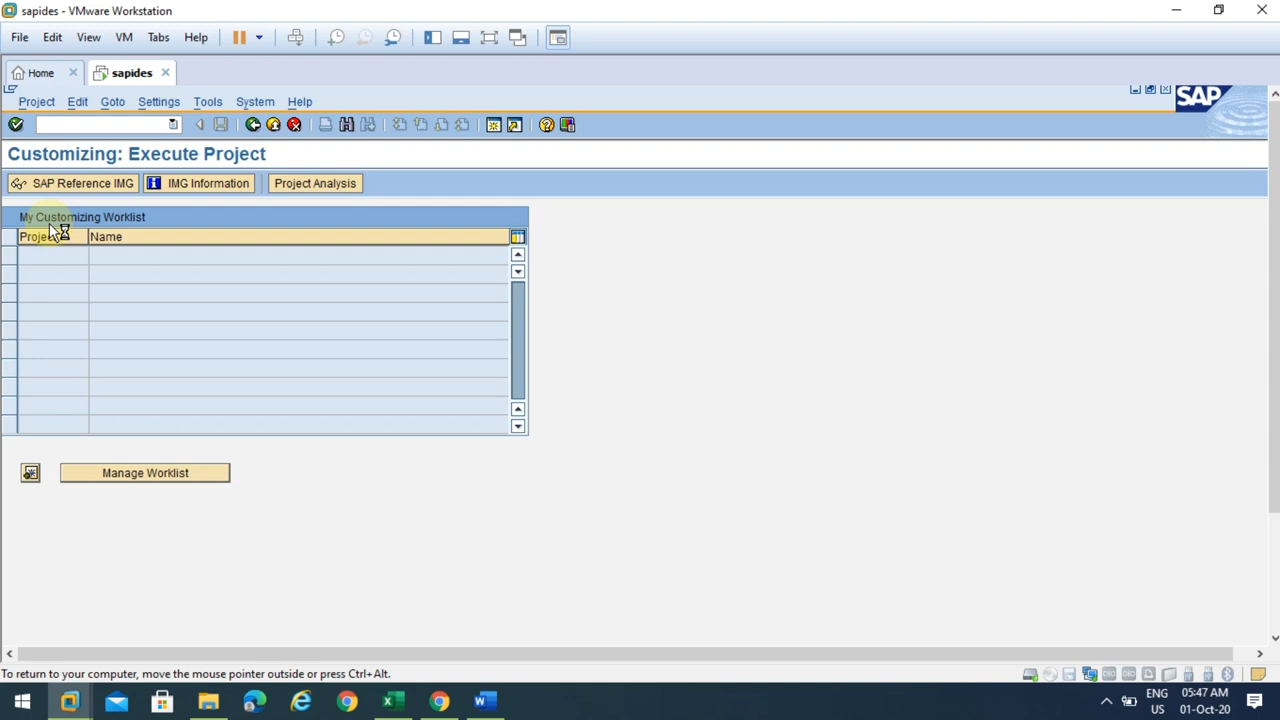 sapides - VMware Workstation
File Edit View VM Tabs Help
Home sapides
Project Edit Goto Settings Tools System Help
SAP
Customizing: Execute Project
SAP Reference IMG IMG Information Project Analysis
My Customizing Worklist
Project Name
Manage Worklist
To return to your computer, move the mouse pointer outside or press Ctrl+Alt.
ENG 05:47 AM
US 01-Oct-20